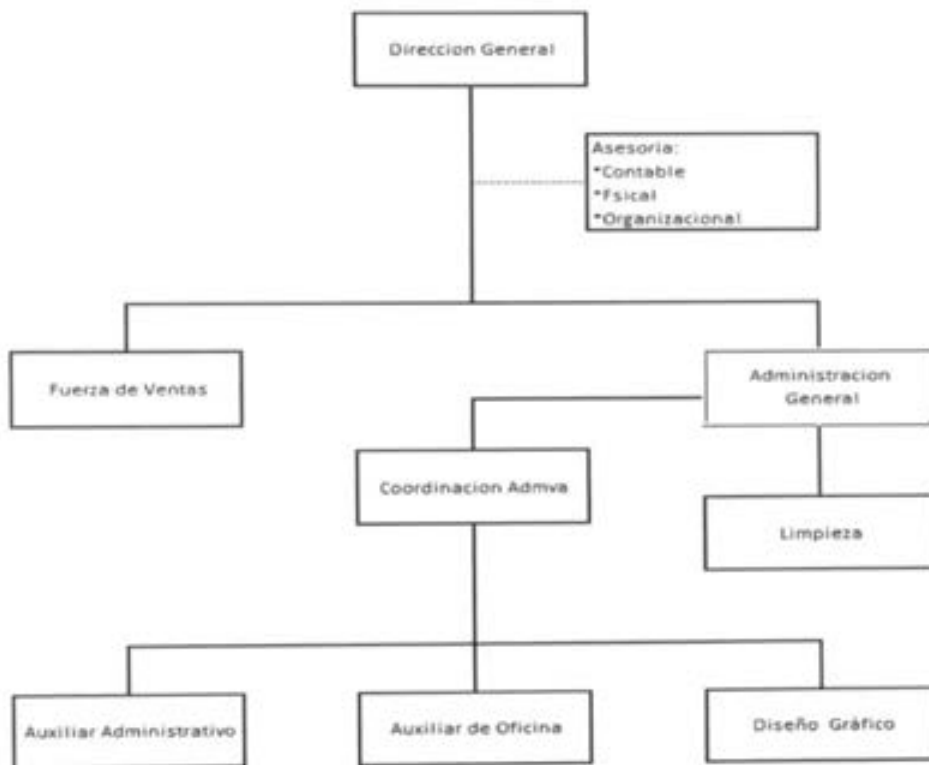 Direccion General
Asesoria:
*Contable
*Fsical
*Organizacional
Fuerza de Ventas
Administracion
General
Coordinacion Admva
Limpieza
Auxiliar Administrativo
Auxiliar de Oficina
Diseño Gráfico